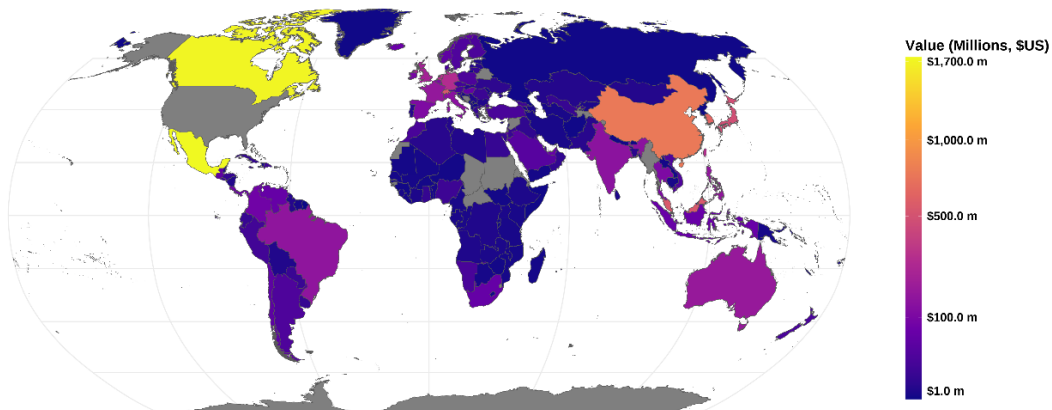 Value (Millions, $US)
$1,700.0 m
$1,000.0 m
$500.0 m
$100.0 m
$1.0 m